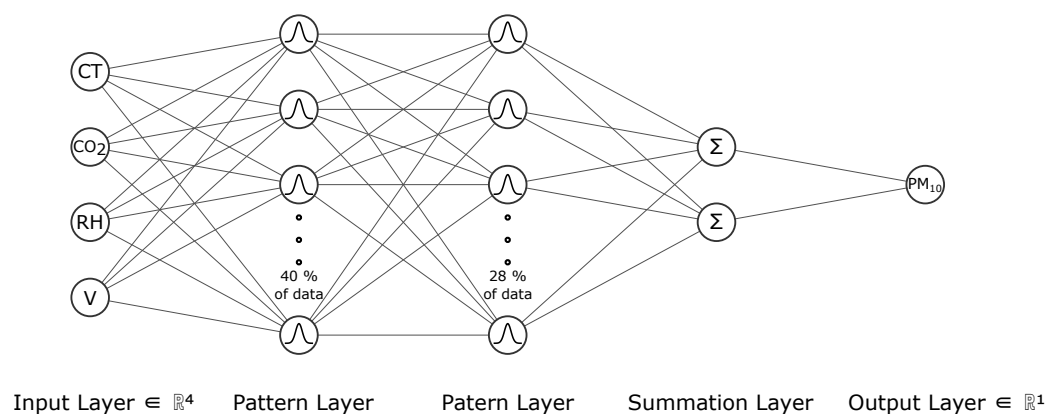 CT
CO2
RH
V
40 %
of data
28 %
of data
Σ
Σ
PM10
Input Layer ∈ ℝ⁴
Pattern Layer
Patern Layer
Summation Layer
Output Layer ∈ ℝ¹